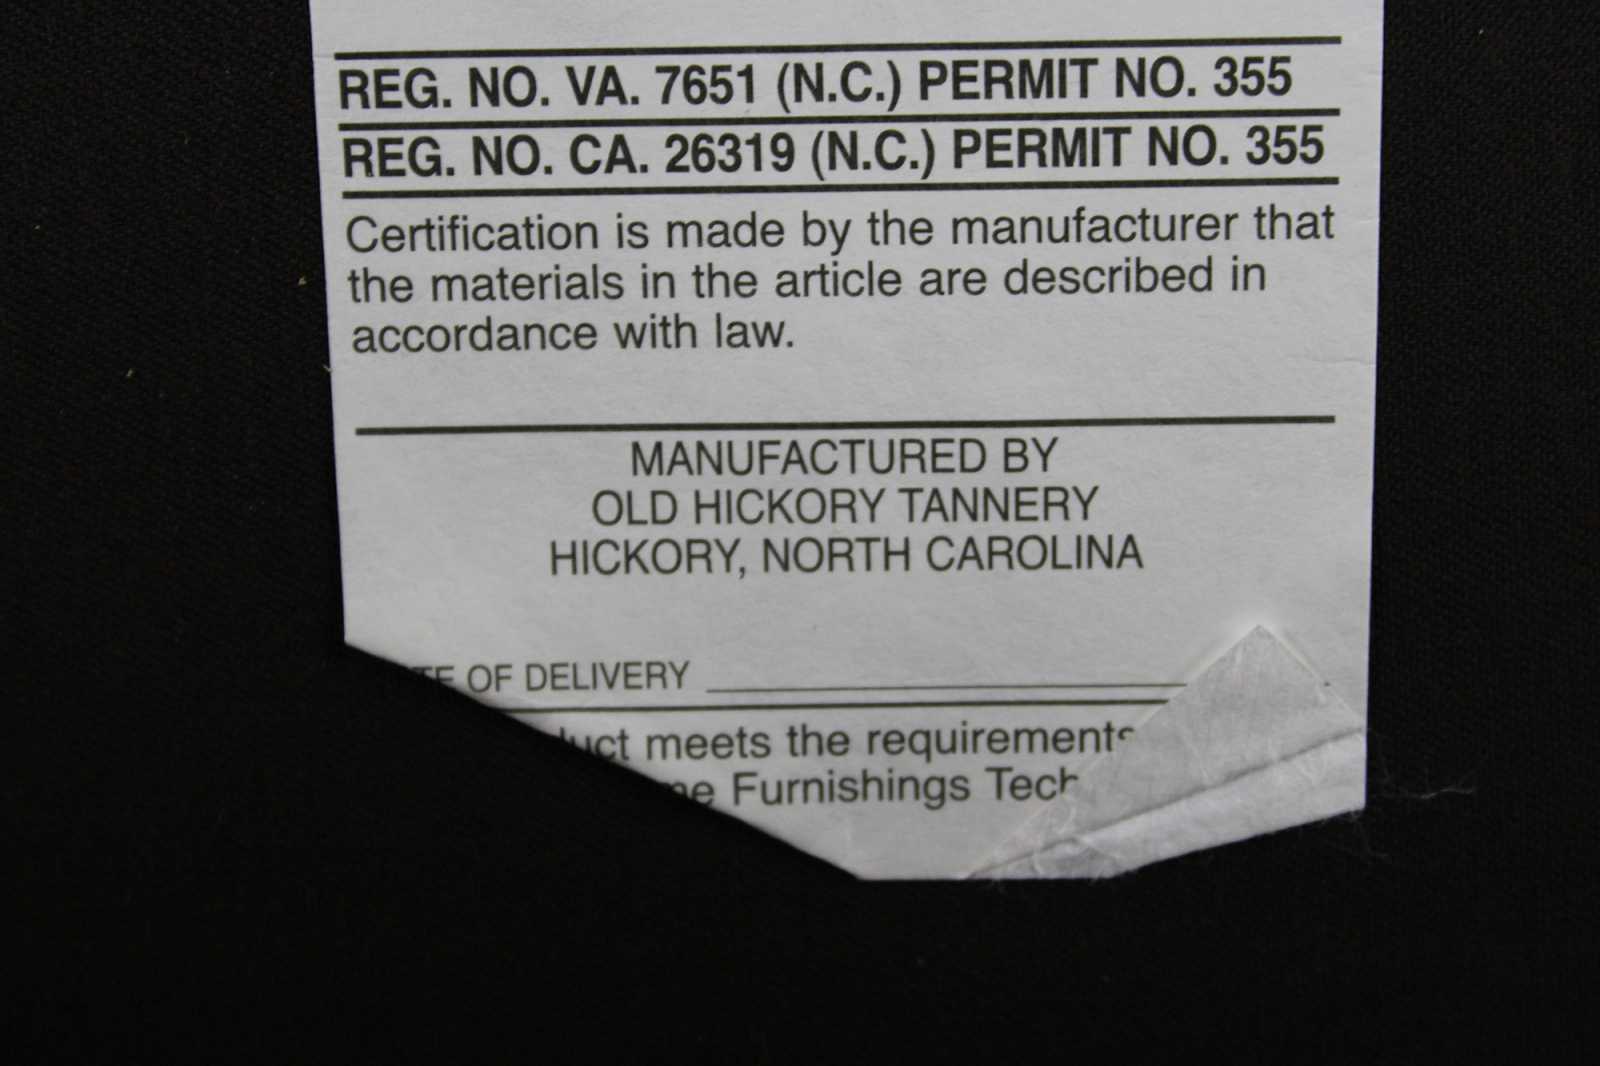 REG. NO. VA. 7651 (N.C.) PERMIT NO. 355
REG. NO. CA. 26319 (N.C.) PERMIT NO. 355
Certification is made by the manufacturer that
the materials in the article are described in
accordance with law.
MANUFACTURED BY
OLD HICKORY TANNERY
HICKORY, NORTH CAROLINA
OF DELIVERY
meets the requirements
Furnishings